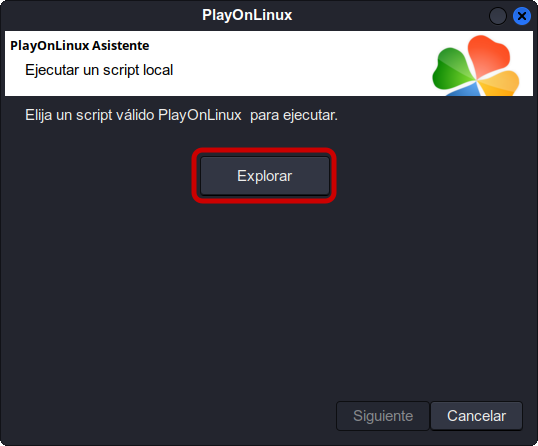 PlayOnLinux
PlayOnLinux Asistente
Ejecutar un script local
Elija un script válido PlayOnLinux  para ejecutar.
Explorar
Siguiente
Cancelar